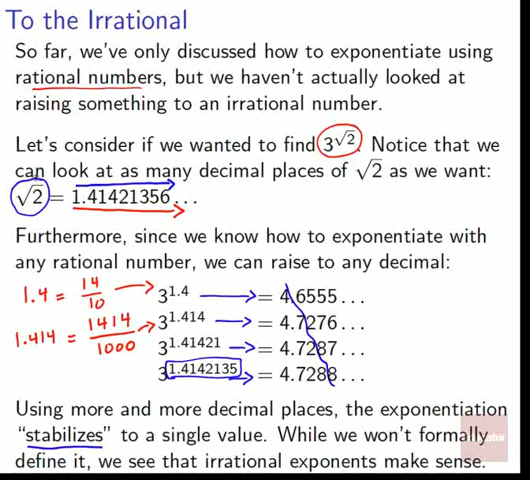 To the Irrational
So far, we've only discussed how to exponentiate using
rational numbers, but we haven't actually looked at
raising something to an irrational number.
Let's consider if we wanted to find 3^√2. Notice that we
can look at as many decimal places of √2 as we want:
√2 = 1.41421356...
Furthermore, since we know how to exponentiate with
any rational number, we can raise to any decimal:
1.4 = 14/10 → 3^1.4 → = 4.6555...
1.414 = 1414/1000 → 3^1.414 → = 4.7276...
3^1.41421 → = 4.7287...
3^1.4142135 → = 4.7288...
Using more and more decimal places, the exponentiation
"stabilizes" to a single value. While we won't formally
define it, we see that irrational exponents make sense.